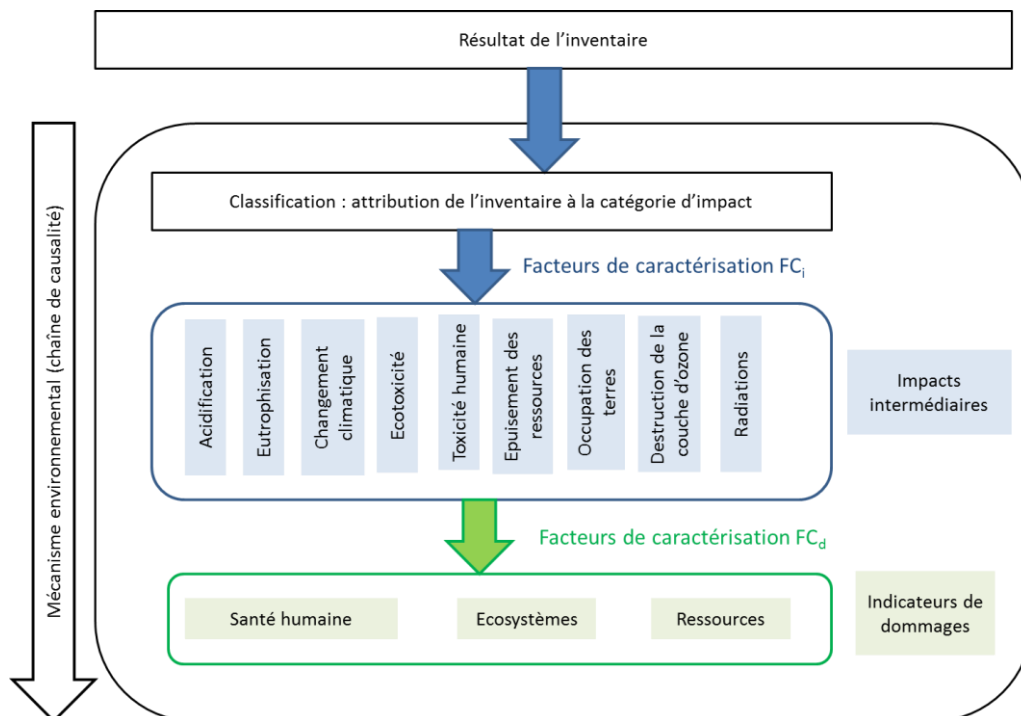 Résultat de l’inventaire
Mécanisme environnemental (chaîne de causalité)
Classification : attribution de l’inventaire à la catégorie d’impact
Facteurs de caractérisation FCi
Acidification
Eutrophisation
Changement
climatique
Ecotoxicité
Toxicité humaine
Epuisement des
ressources
Occupation des
terres
Destruction de la
couche d’ozone
Radiations
Impacts
intermédiaires
Facteurs de caractérisation FCd
Santé humaine
Ecosystèmes
Ressources
Indicateurs de
dommages